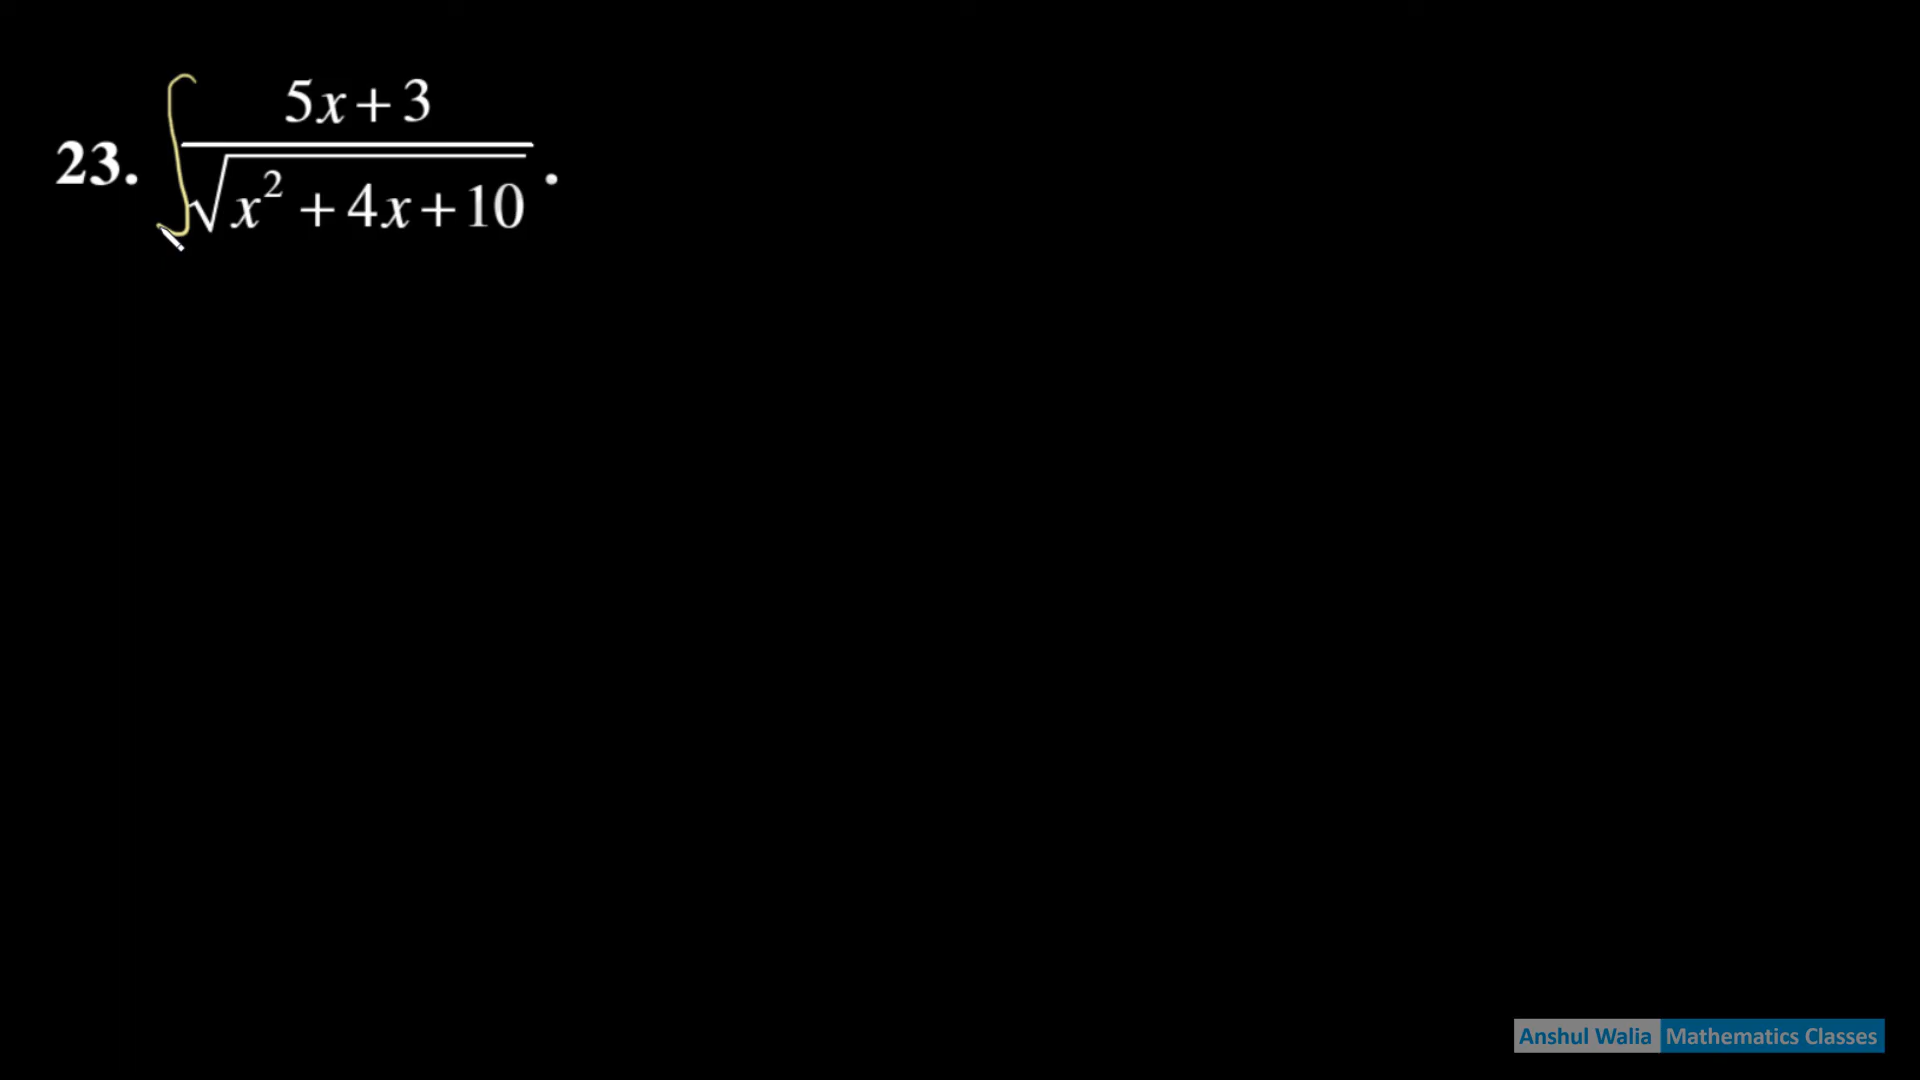 23. ∫ (5x+3)/√(x² + 4x+10) .
Anshul Walia Mathematics Classes